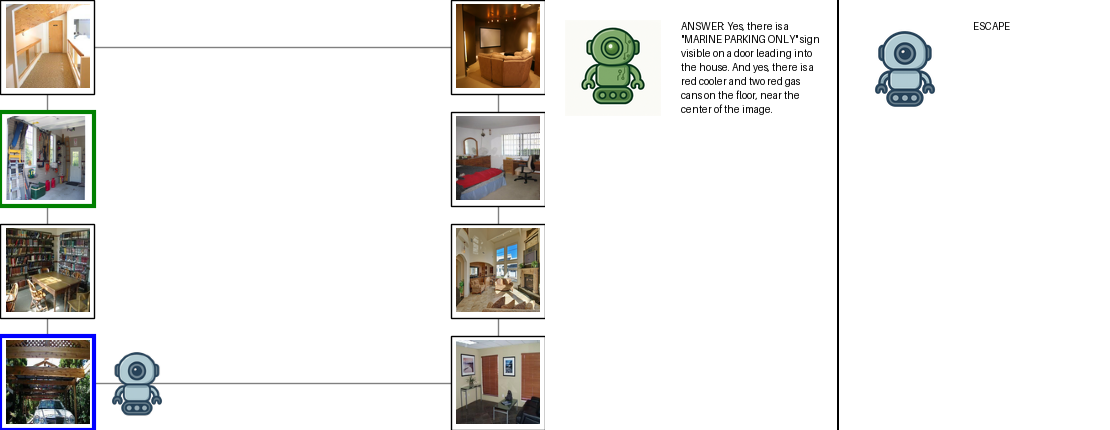 ANSWER: Yes, there is a
"MARINE PARKING ONLY" sign
visible on a door leading into
the house. And yes, there is a
red cooler and two red gas
cans on the floor, near the
center of the image.
ESCAPE